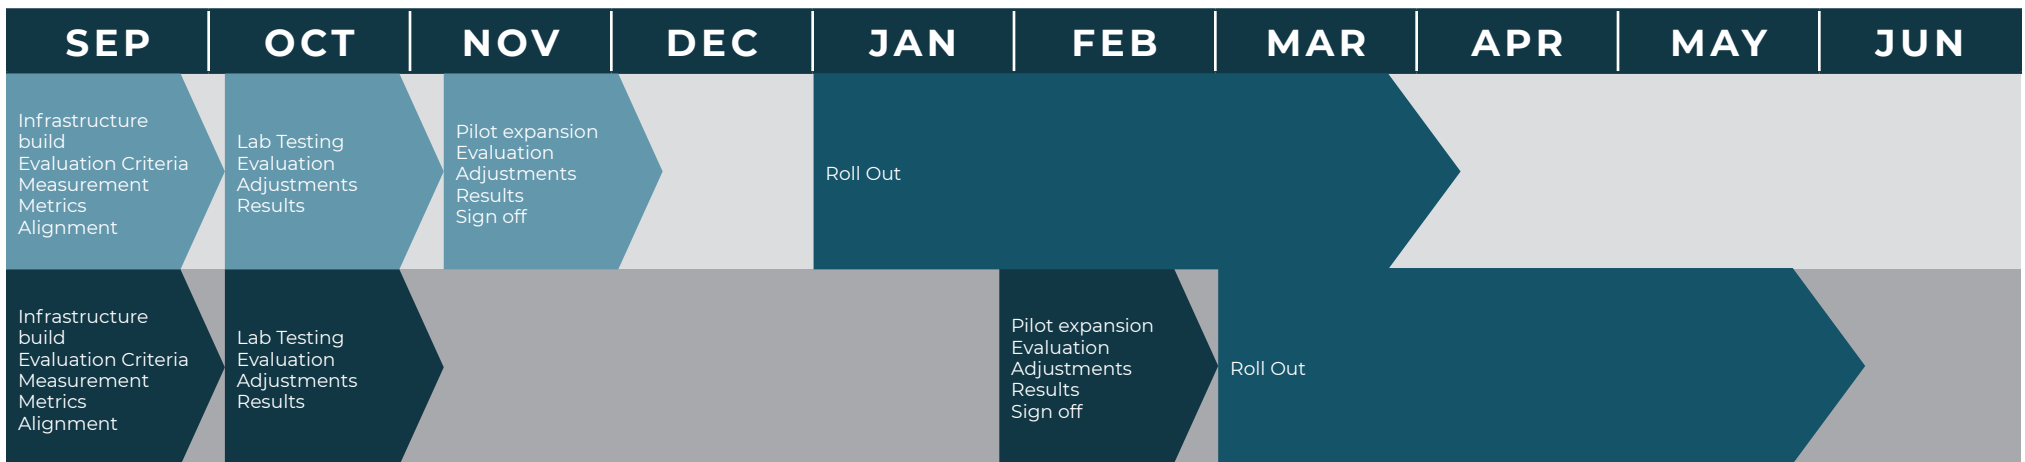 SEP
OCT
NOV
DEC
JAN
FEB
MAR
APR
MAY
JUN
Infrastructure
build
Evaluation Criteria
Measurement
Metrics
Alignment
Lab Testing
Evaluation
Adjustments
Results
Pilot expansion
Evaluation
Adjustments
Results
Sign off
Roll Out
Infrastructure
build
Evaluation Criteria
Measurement
Metrics
Alignment
Lab Testing
Evaluation
Adjustments
Results
Pilot expansion
Evaluation
Adjustments
Results
Sign off
Roll Out